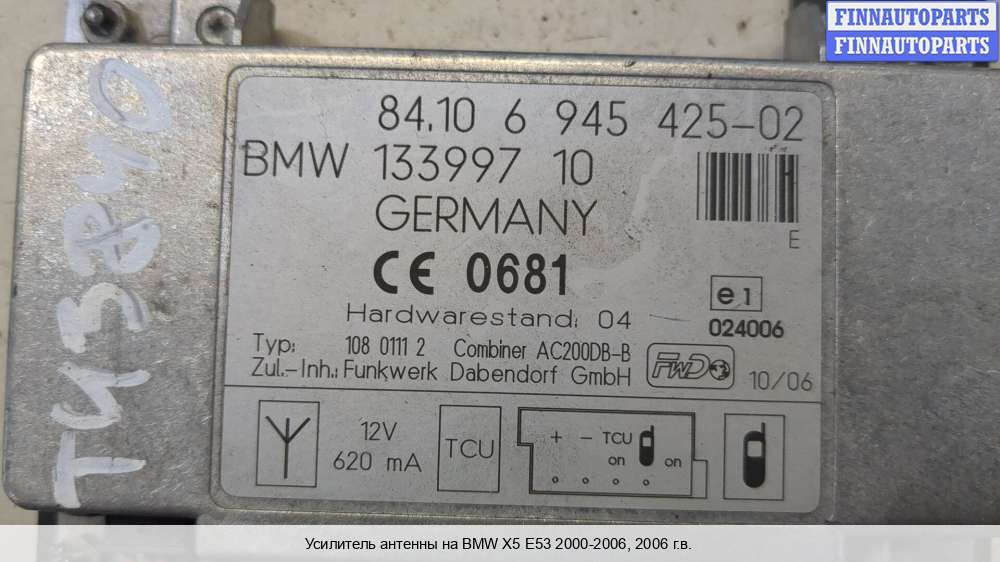 FINNAUTOPARTS
FINNAUTOPARTS
84.10 6 945 425-02
BMW 133997 10
GERMANY
E
CE 0681
e1
024006
Hardwarestand: 04
Typ: 108 0111 2 Combiner AC200DB-B
Zul.-Inh.: Funkwerk Dabendorf GmbH
FWD
10/06
12V
620 mA
TCU
+ - TCU
on on
Усилитель антенны на BMW X5 E53 2000-2006, 2006 г.в.